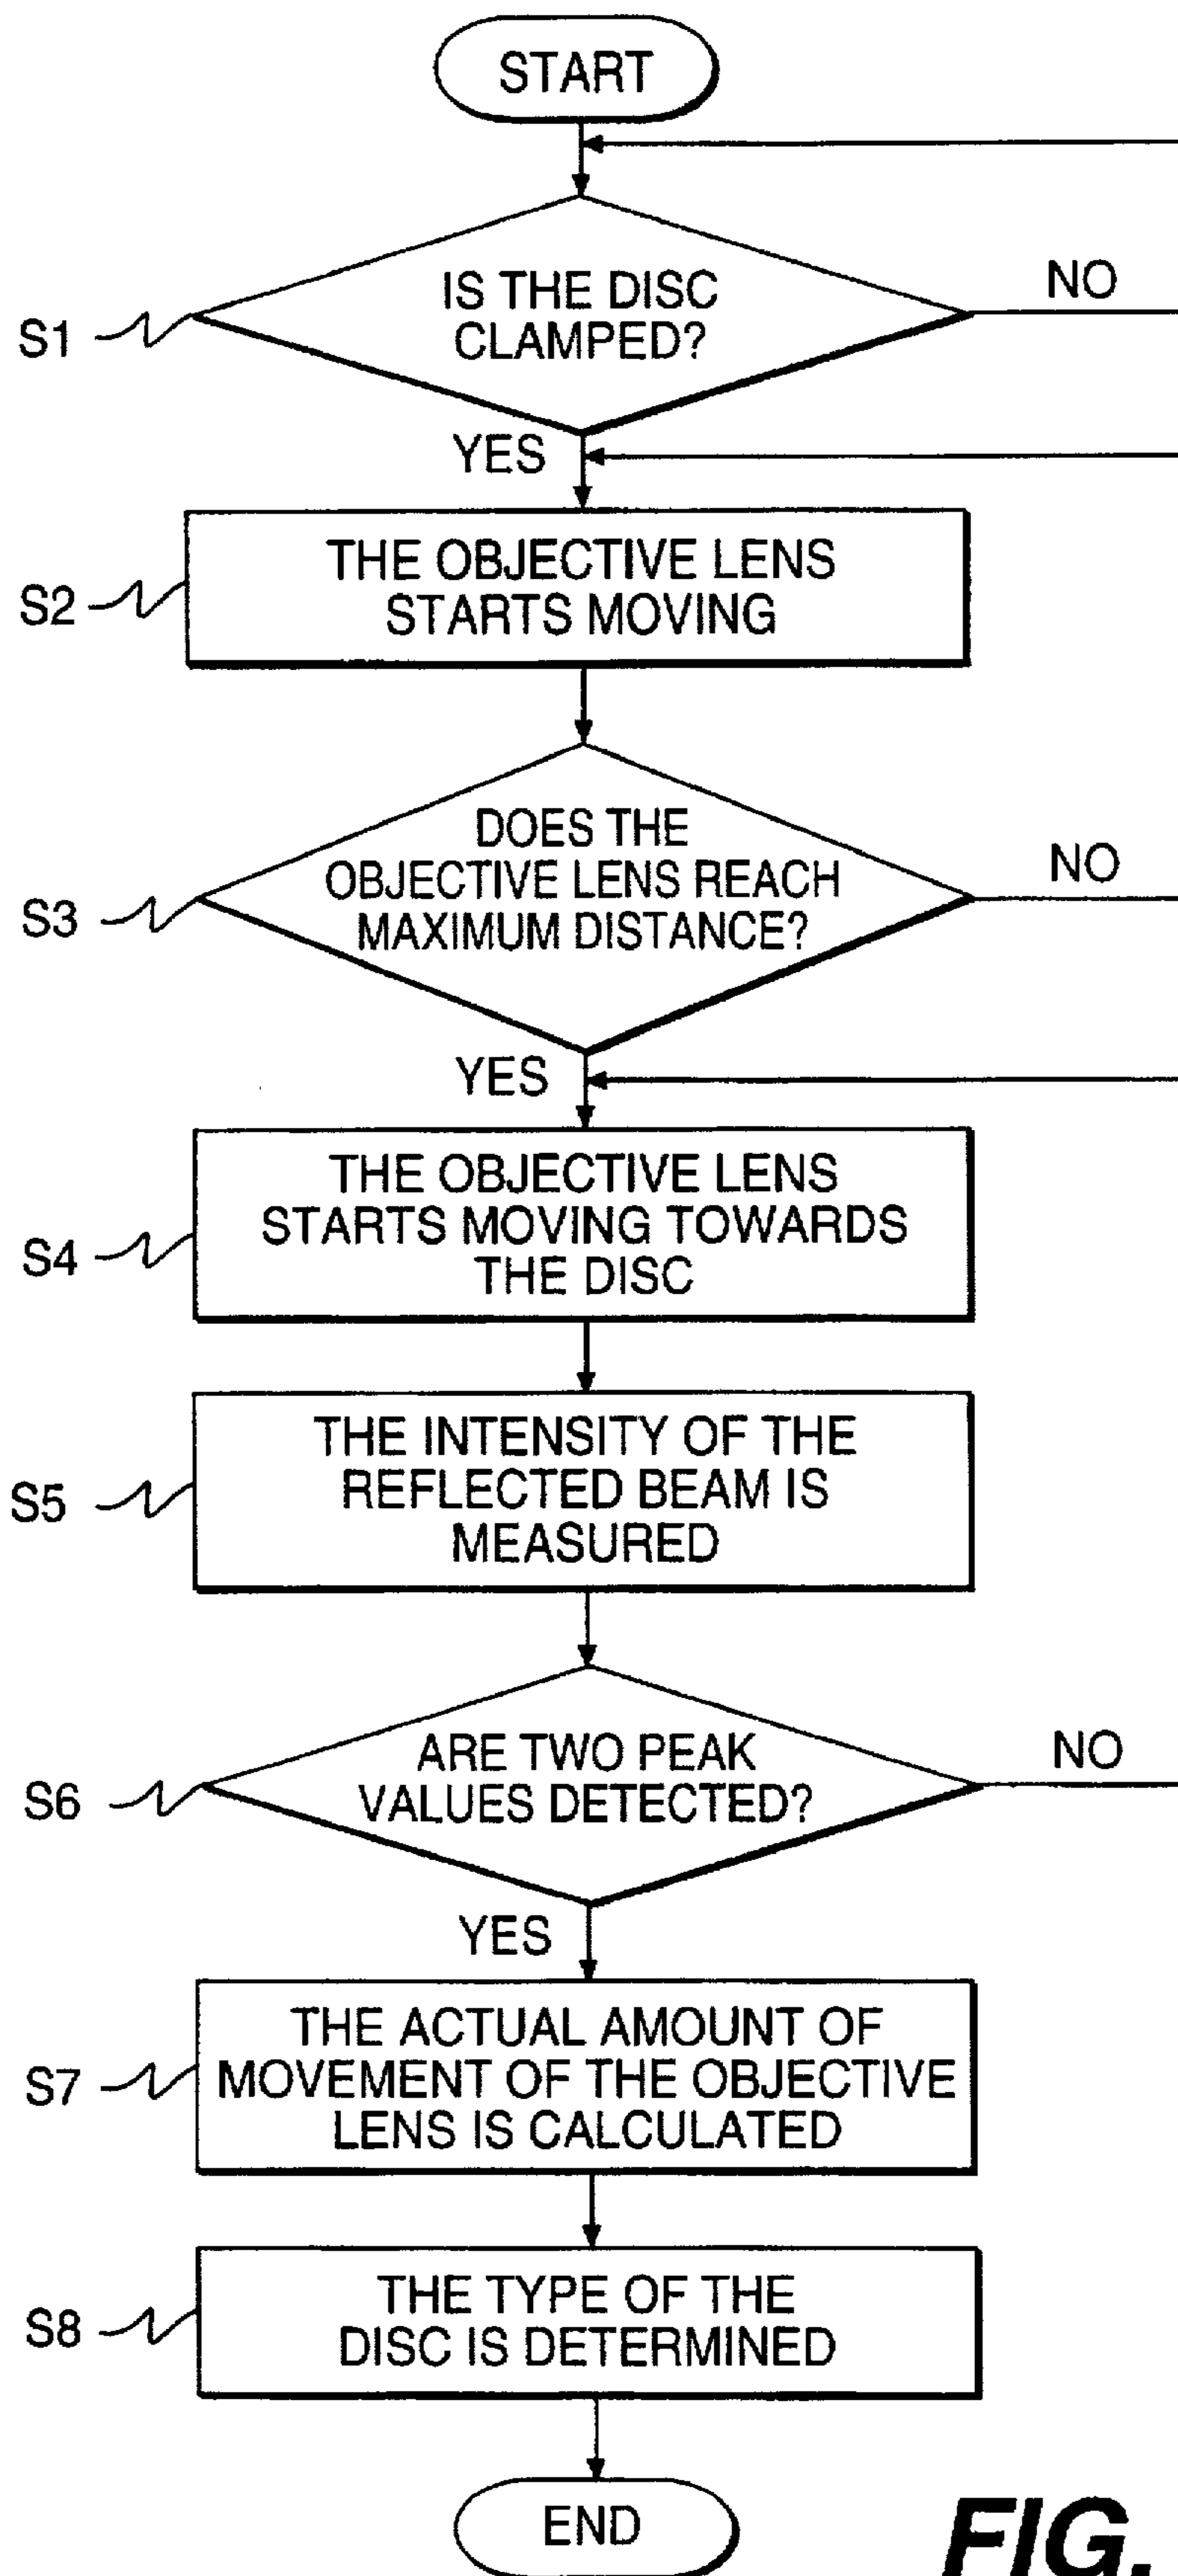 START
IS THE DISC
CLAMPED?
NO
S1
YES
THE OBJECTIVE LENS
STARTS MOVING
S2
DOES THE
OBJECTIVE LENS REACH
MAXIMUM DISTANCE?
NO
S3
YES
THE OBJECTIVE LENS
STARTS MOVING TOWARDS
THE DISC
S4
THE INTENSITY OF THE
REFLECTED BEAM IS
MEASURED
S5
ARE TWO PEAK
VALUES DETECTED?
NO
S6
YES
THE ACTUAL AMOUNT OF
MOVEMENT OF THE OBJECTIVE
LENS IS CALCULATED
S7
THE TYPE OF THE
DISC IS DETERMINED
S8
END
FIG.